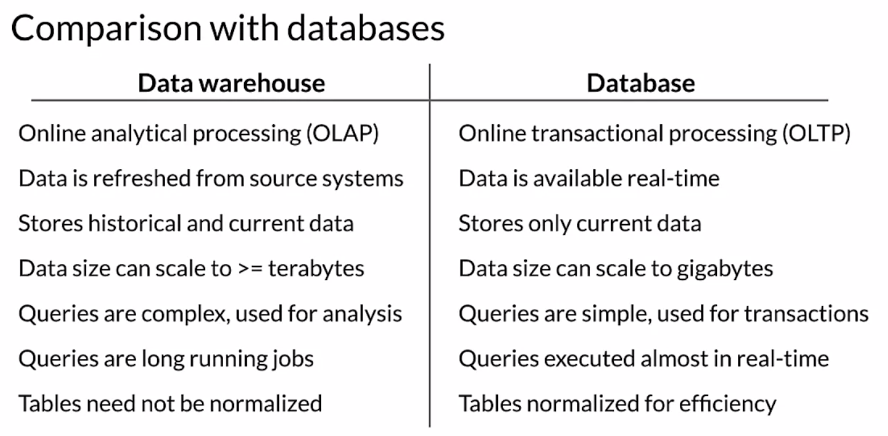 Comparison with databases
Data warehouse Database
Online analytical processing (OLAP) Online transactional processing (OLTP)
Data is refreshed from source systems Data is available real-time
Stores historical and current data Stores only current data
Data size can scale to >= terabytes Data size can scale to gigabytes
Queries are complex, used for analysis Queries are simple, used for transactions
Queries are long running jobs Queries executed almost in real-time
Tables need not be normalized Tables normalized for efficiency